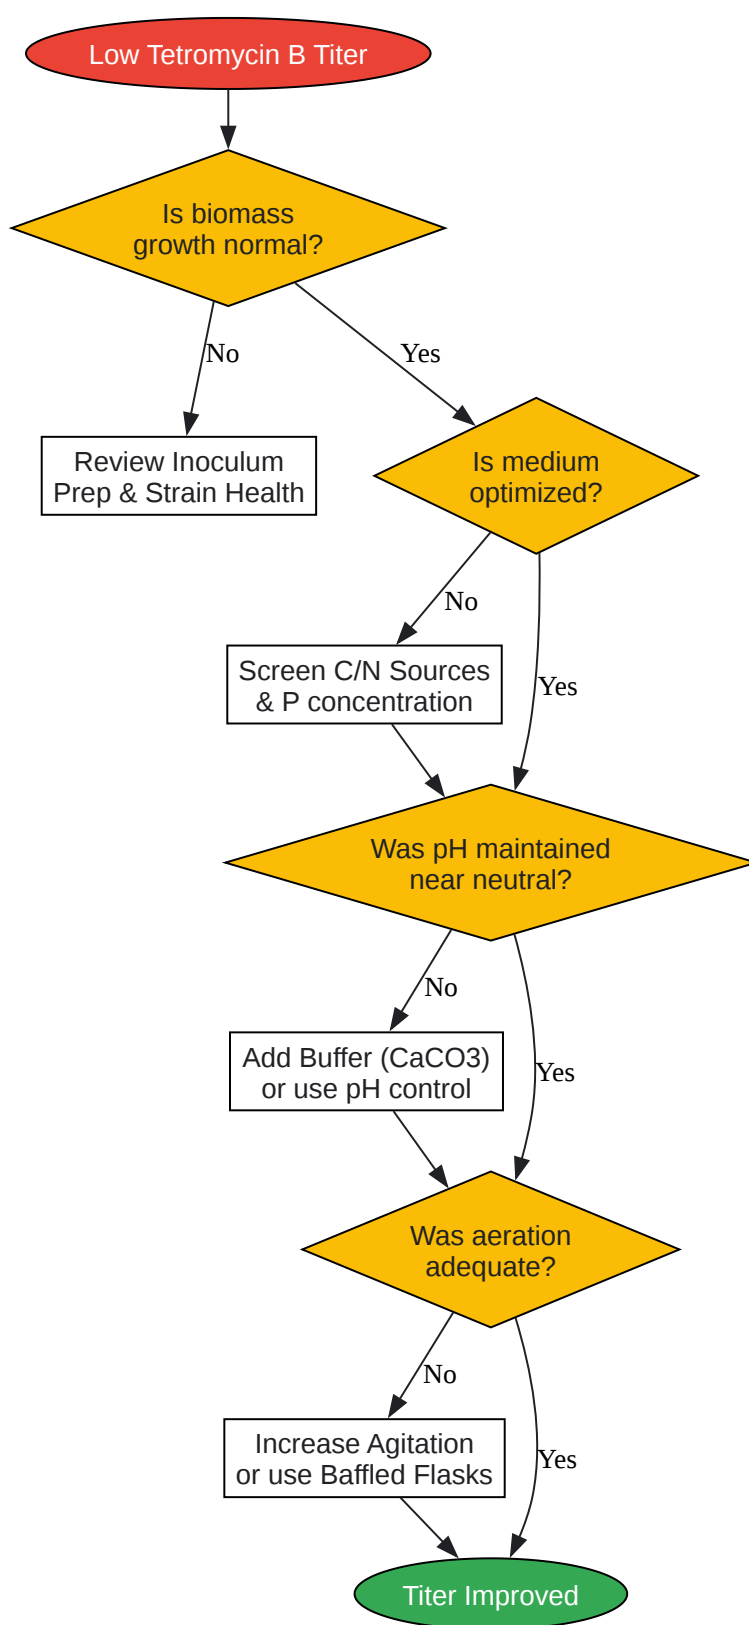 Low Tetromycin B Titer
Is biomass
growth normal?
No
Yes
Review Inoculum
Prep & Strain Health
Is medium
optimized?
No
Yes
Screen C/N Sources
& P concentration
Was pH maintained
near neutral?
No
Yes
Add Buffer (CaCO3)
or use pH control
Was aeration
adequate?
No
Yes
Increase Agitation
or use Baffled Flasks
Titer Improved